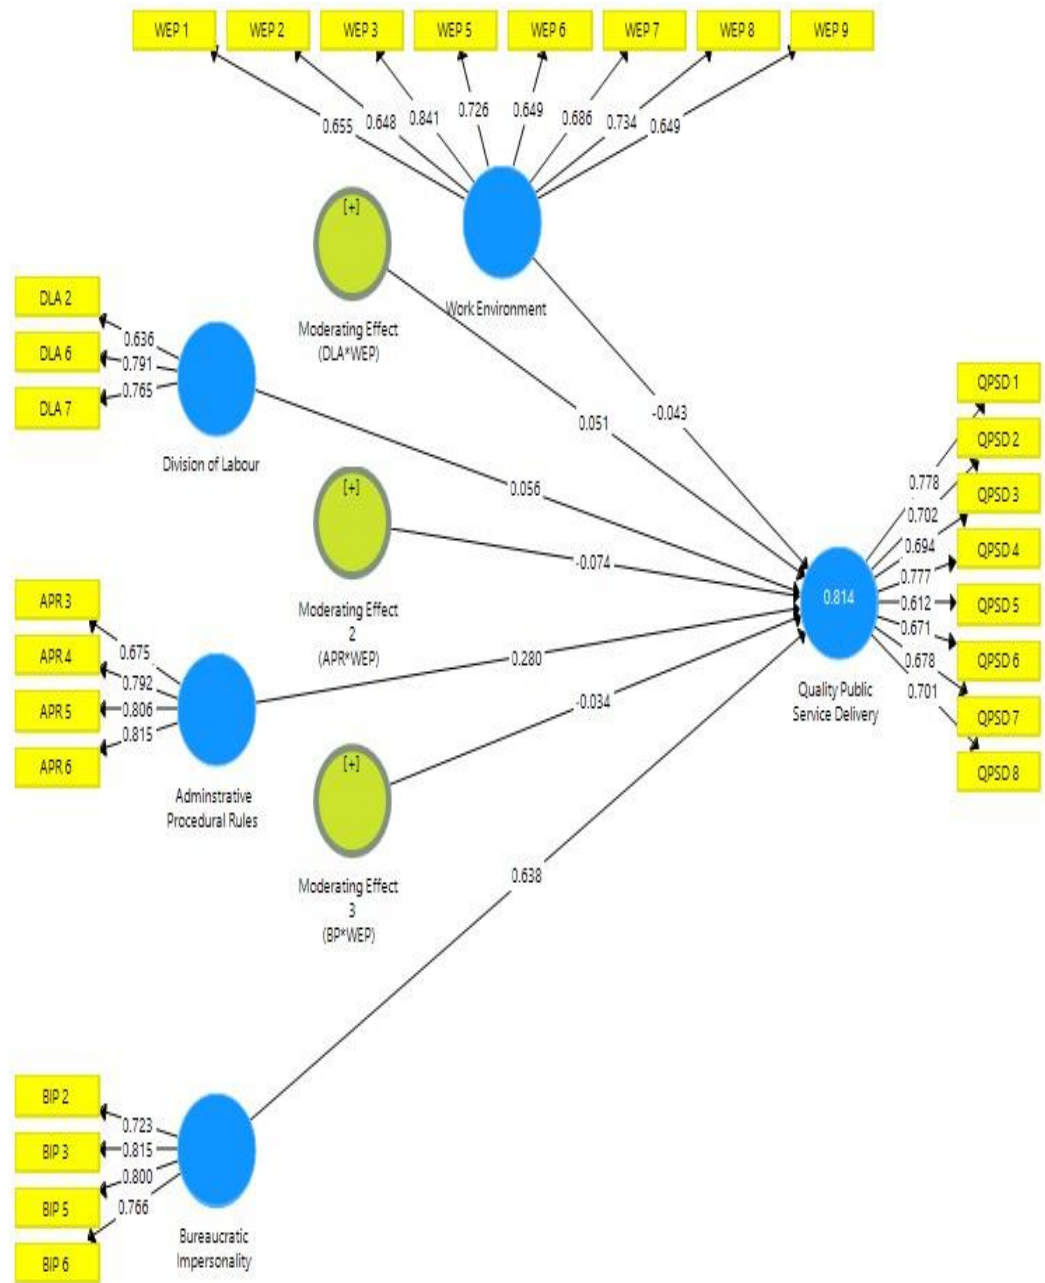 WEP 1
WEP 2
WEP 3
WEP 5
WEP 6
WEP 7
WEP 8
WEP 9
0.655
0.648
0.841
0.726
0.649
0.686
0.734
0.649
[+]
Work Environment
Moderating Effect
(DLA*WEP)
DLA 2
DLA 6
DLA 7
0.636
0.791
0.765
Division of Labour
0.051
-0.043
0.056
[+]
Moderating Effect
2
(APR*WEP)
-0.074
APR 3
APR 4
APR 5
APR 6
0.675
0.792
0.806
0.815
Adminstrative
Procedural Rules
0.280
-0.034
[+]
Moderating Effect
3
(BP*WEP)
0.638
0.814
Quality Public
Service Delivery
0.778
0.702
0.694
0.777
0.612
0.671
0.678
0.701
QPSD 1
QPSD 2
QPSD 3
QPSD 4
QPSD 5
QPSD 6
QPSD 7
QPSD 8
BIP 2
BIP 3
BIP 5
BIP 6
0.723
0.815
0.800
0.766
Bureaucratic
Impersonality